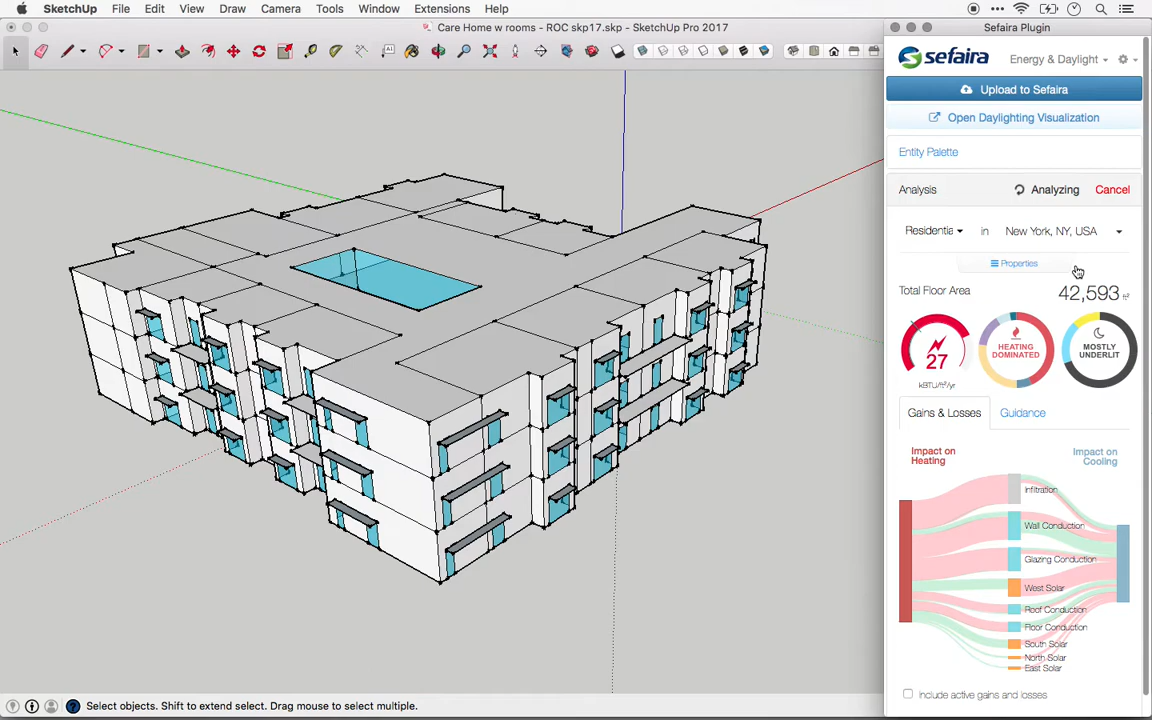 SketchUp File Edit View Draw Camera Tools Window Extensions Help
Care Home w rooms - ROC skp17.skp - SketchUp Pro 2017
Sefaira Plugin
sefaira Energy & Daylight
Upload to Sefaira
Open Daylighting Visualization
Entity Palette
Analysis Analyzing Cancel
Residentia in New York, NY, USA
Properties
Total Floor Area 42,593 ft²
27
kBTU/ft²/yr
HEATING
DOMINATED
MOSTLY
UNDERLIT
Gains & Losses Guidance
Impact on
Heating
Impact on
Cooling
Infiltration
Wall Conduction
Glazing Conduction
West Solar
Roof Conduction
Floor Conduction
South Solar
North Solar
East Solar
Include active gains and losses
Select objects. Shift to extend select. Drag mouse to select multiple.